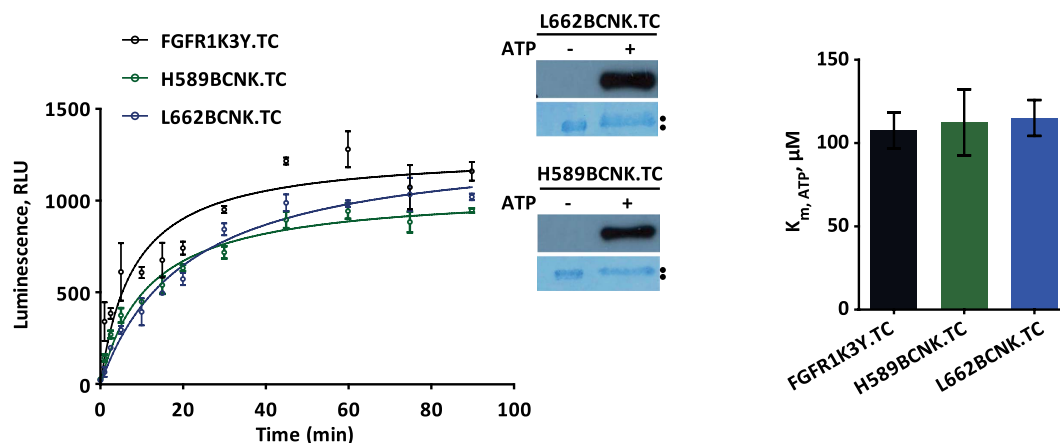 FGFR1K3Y.TC
H589BCNK.TC
L662BCNK.TC
1500
1000
500
0
Luminescence, RLU
0 20 40 60 80 100
Time (min)
L662BCNK.TC
ATP - +
H589BCNK.TC
ATP - +
150
100
50
0
Km, ATP, µM
FGFR1K3Y.TC
H589BCNK.TC
L662BCNK.TC